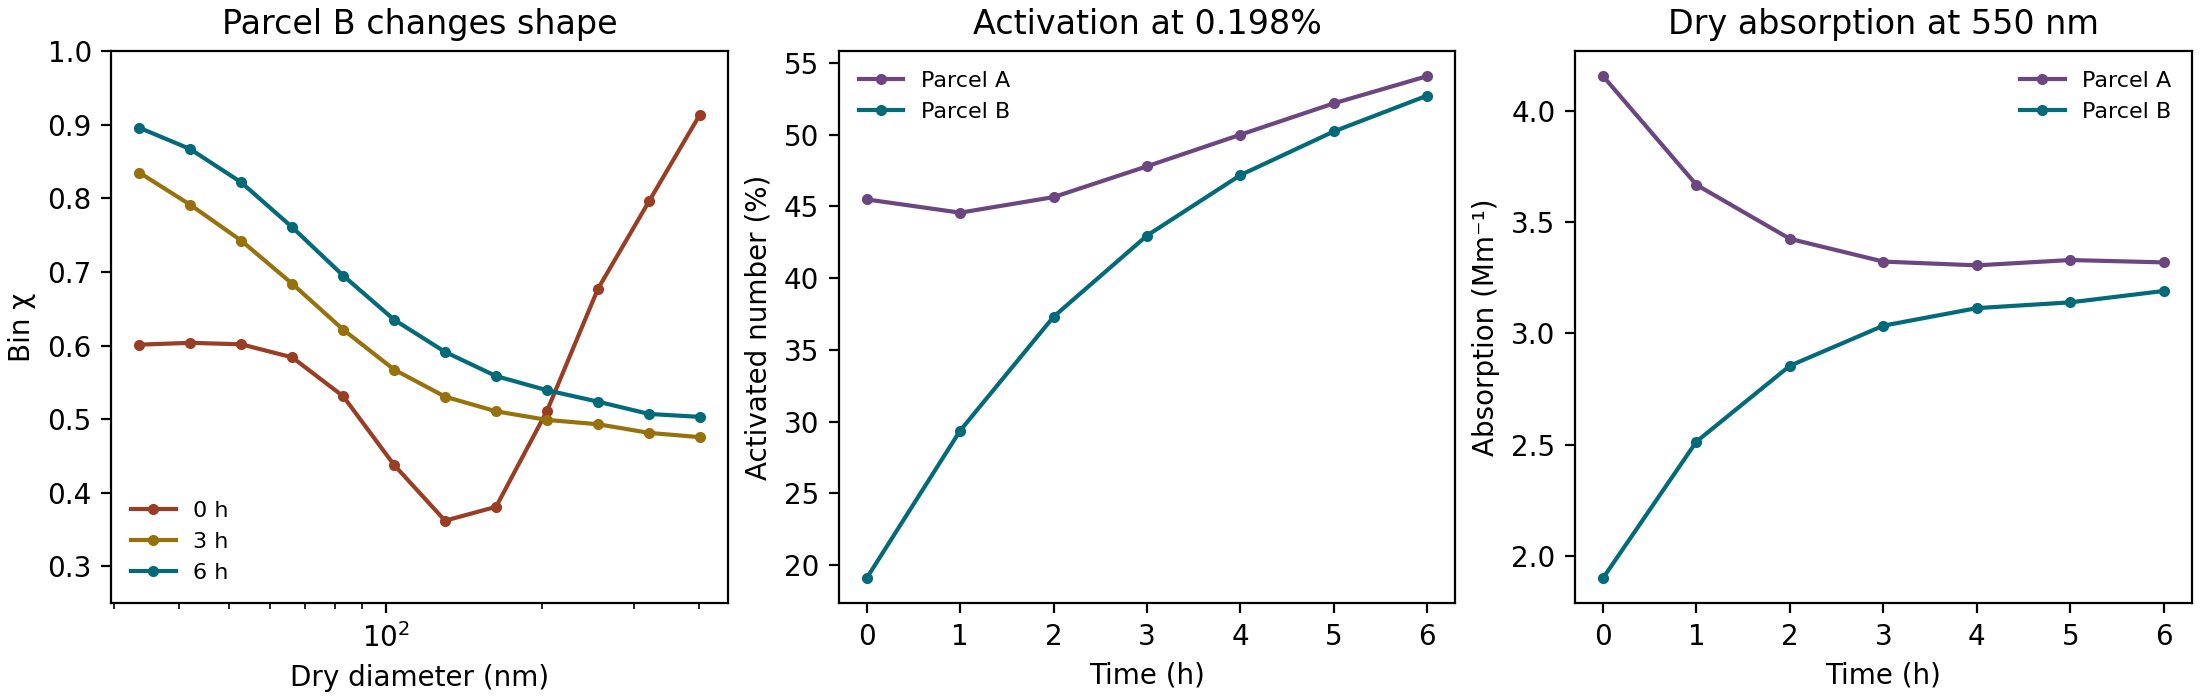 Parcel B changes shape
Bin χ
1.0
0.9
0.8
0.7
0.6
0.5
0.4
0.3
0 h
3 h
6 h
10²
Dry diameter (nm)
Activation at 0.198%
Activated number (%)
55
50
45
40
35
30
25
20
Parcel A
Parcel B
0 1 2 3 4 5 6
Time (h)
Dry absorption at 550 nm
Absorption (Mm⁻¹)
4.0
3.5
3.0
2.5
2.0
Parcel A
Parcel B
0 1 2 3 4 5 6
Time (h)